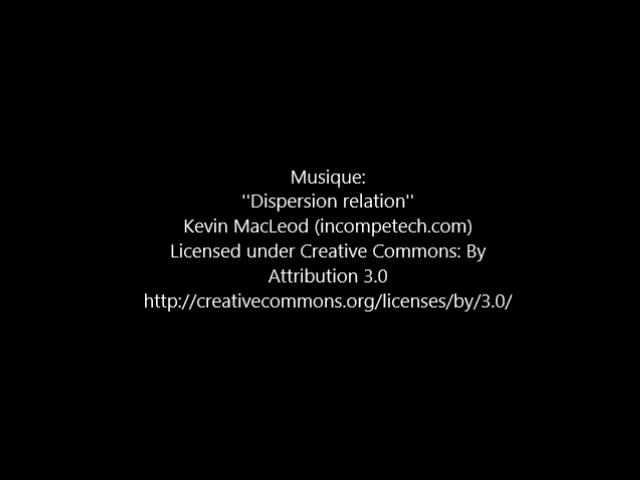 Musique:
''Dispersion relation''
Kevin MacLeod (incompetech.com)
Licensed under Creative Commons: By
Attribution 3.0
http://creativecommons.org/licenses/by/3.0/